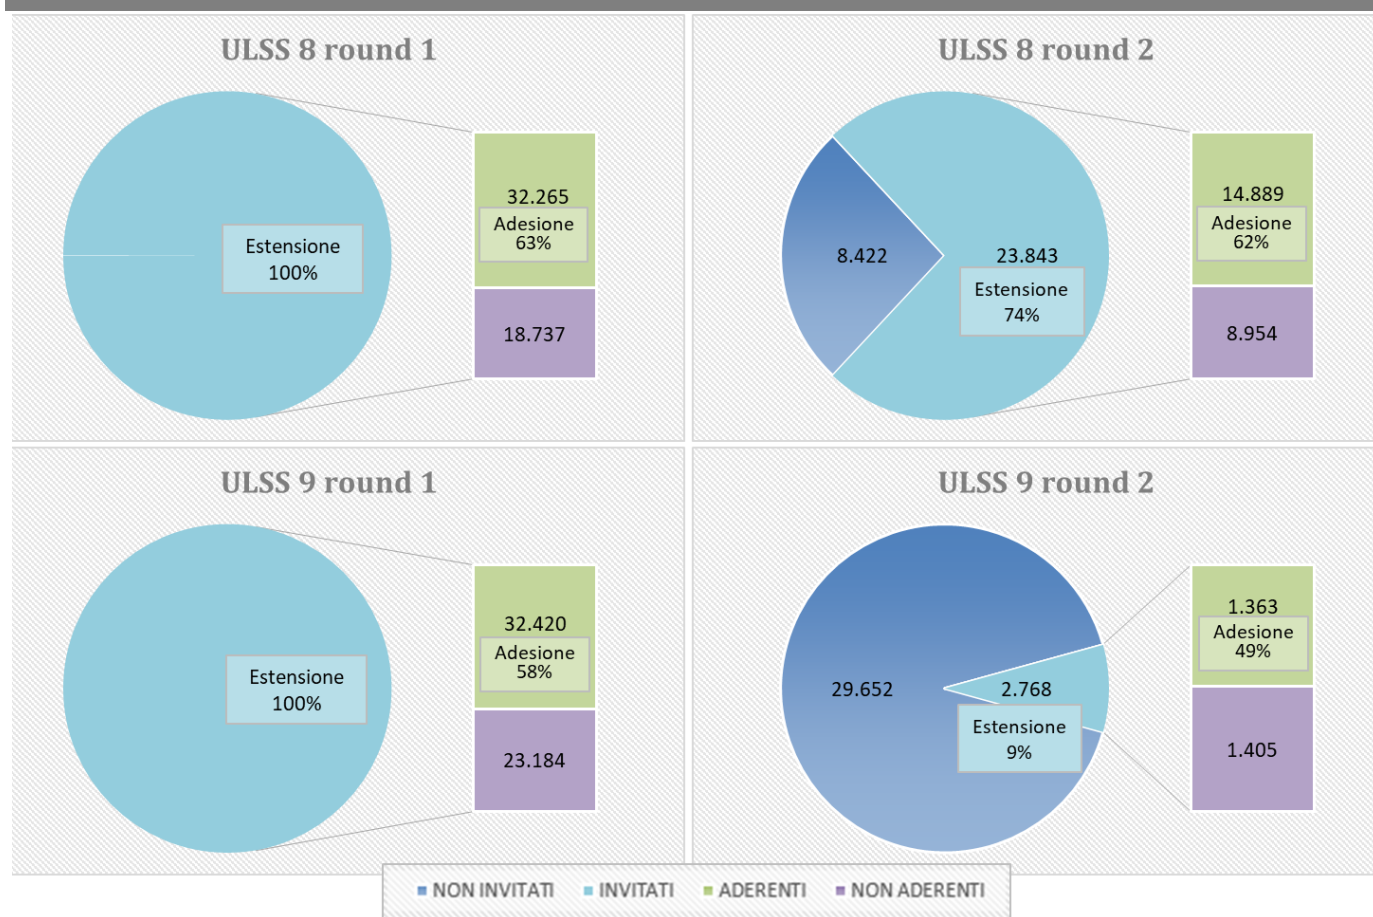 ULSS 8 round 1
Estensione
100%
32.265
Adesione
63%
18.737
ULSS 8 round 2
8.422
23.843
Estensione
74%
14.889
Adesione
62%
8.954
ULSS 9 round 1
Estensione
100%
32.420
Adesione
58%
23.184
ULSS 9 round 2
29.652
2.768
Estensione
9%
1.363
Adesione
49%
1.405
NON INVITATI INVITATI ADERENTI NON ADERENTI